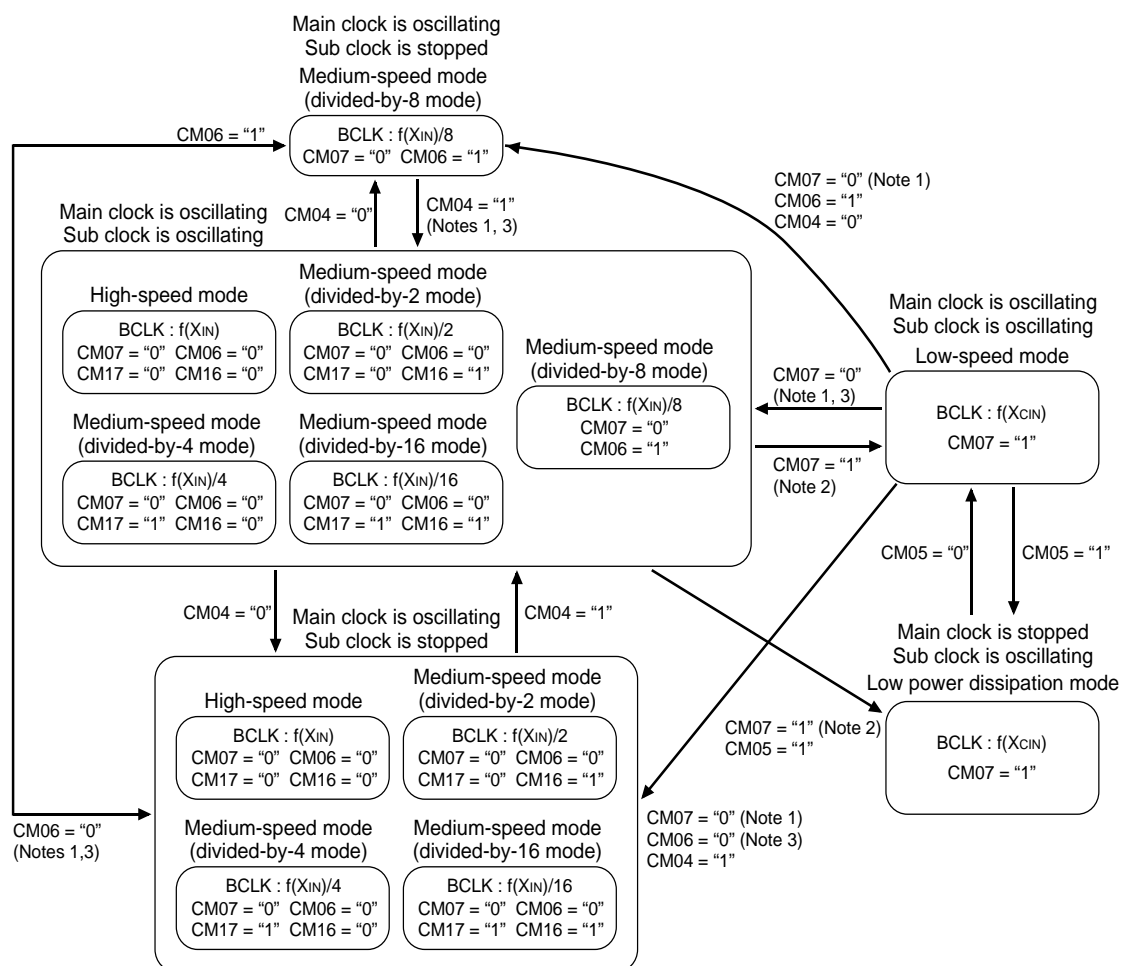 Main clock is oscillating
Sub clock is stopped
Medium-speed mode
(divided-by-8 mode)
CM06 = “1”
BCLK : f(XIN)/8
CM07 = “0” CM06 = “1”
CM07 = “0” (Note 1)
CM06 = “1”
CM04 = “0”
Main clock is oscillating
Sub clock is oscillating
CM04 = “0”
CM04 = “1”
(Notes 1, 3)
High-speed mode
BCLK : f(XIN)
CM07 = “0” CM06 = “0”
CM17 = “0” CM16 = “0”
Medium-speed mode
(divided-by-2 mode)
BCLK : f(XIN)/2
CM07 = “0” CM06 = “0”
CM17 = “0” CM16 = “1”
Medium-speed mode
(divided-by-8 mode)
BCLK : f(XIN)/8
CM07 = “0”
CM06 = “1”
Medium-speed mode
(divided-by-4 mode)
BCLK : f(XIN)/4
CM07 = “0” CM06 = “0”
CM17 = “1” CM16 = “0”
Medium-speed mode
(divided-by-16 mode)
BCLK : f(XIN)/16
CM07 = “0” CM06 = “0”
CM17 = “1” CM16 = “1”
CM07 = “0”
(Note 1, 3)
CM07 = “1”
(Note 2)
Main clock is oscillating
Sub clock is oscillating
Low-speed mode
BCLK : f(XCIN)
CM07 = “1”
CM05 = “0”
CM05 = “1”
Main clock is stopped
Sub clock is oscillating
Low power dissipation mode
BCLK : f(XCIN)
CM07 = “1”
CM07 = “1” (Note 2)
CM05 = “1”
CM04 = “0”
Main clock is oscillating
Sub clock is stopped
CM04 = “1”
High-speed mode
BCLK : f(XIN)
CM07 = “0” CM06 = “0”
CM17 = “0” CM16 = “0”
Medium-speed mode
(divided-by-2 mode)
BCLK : f(XIN)/2
CM07 = “0” CM06 = “0”
CM17 = “0” CM16 = “1”
Medium-speed mode
(divided-by-4 mode)
BCLK : f(XIN)/4
CM07 = “0” CM06 = “0”
CM17 = “1” CM16 = “0”
Medium-speed mode
(divided-by-16 mode)
BCLK : f(XIN)/16
CM07 = “0” CM06 = “0”
CM17 = “1” CM16 = “1”
CM06 = “0”
(Notes 1,3)
CM07 = “0” (Note 1)
CM06 = “0” (Note 3)
CM04 = “1”